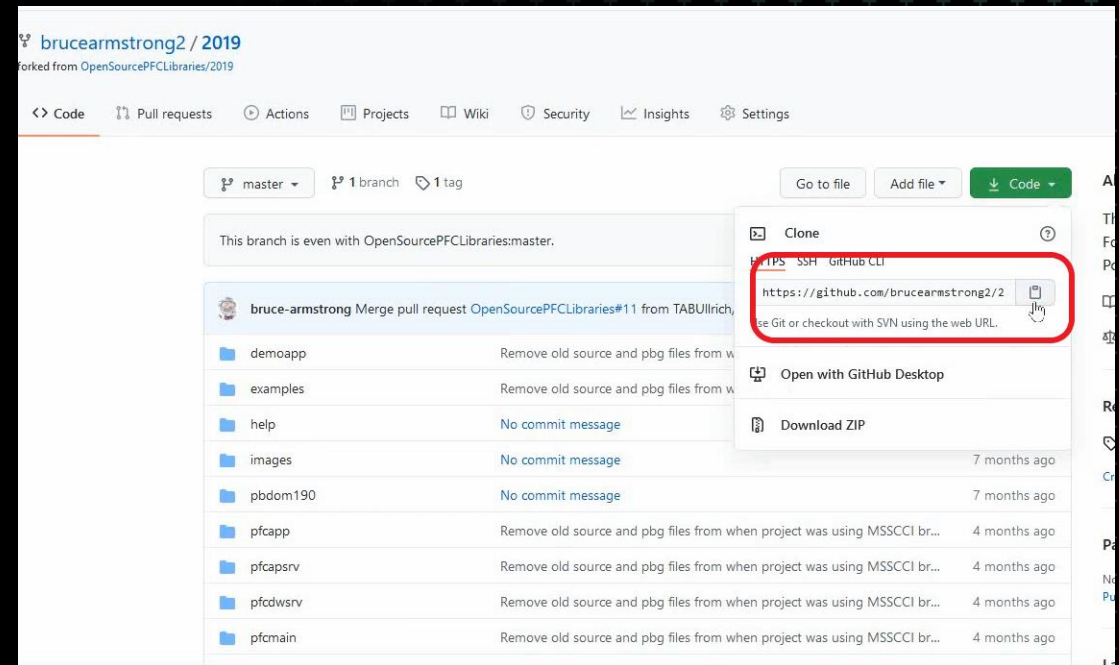 brucearmstrong2 / 2019
forked from OpenSourcePFCLibraries/2019
<> Code Pull requests Actions Projects Wiki Security Insights Settings
master 1 branch 1 tag Go to file Add file Code
This branch is even with OpenSourcePFCLibraries:master.
Clone
HTTPS SSH GitHub CLI
https://github.com/brucearmstrong2/2
Use Git or checkout with SVN using the web URL.
Open with GitHub Desktop
Download ZIP
bruce-armstrong Merge pull request OpenSourcePFCLibraries#11 from TABUllrich/
demoapp Remove old source and pbg files from w
examples Remove old source and pbg files from w
help No commit message
images No commit message 7 months ago
pbdom190 No commit message 7 months ago
pfcapp Remove old source and pbg files from when project was using MSSCCI br... 4 months ago
pfcapsrv Remove old source and pbg files from when project was using MSSCCI br... 4 months ago
pfcdwsrv Remove old source and pbg files from when project was using MSSCCI br... 4 months ago
pfcmain Remove old source and pbg files from when project was using MSSCCI br... 4 months ago